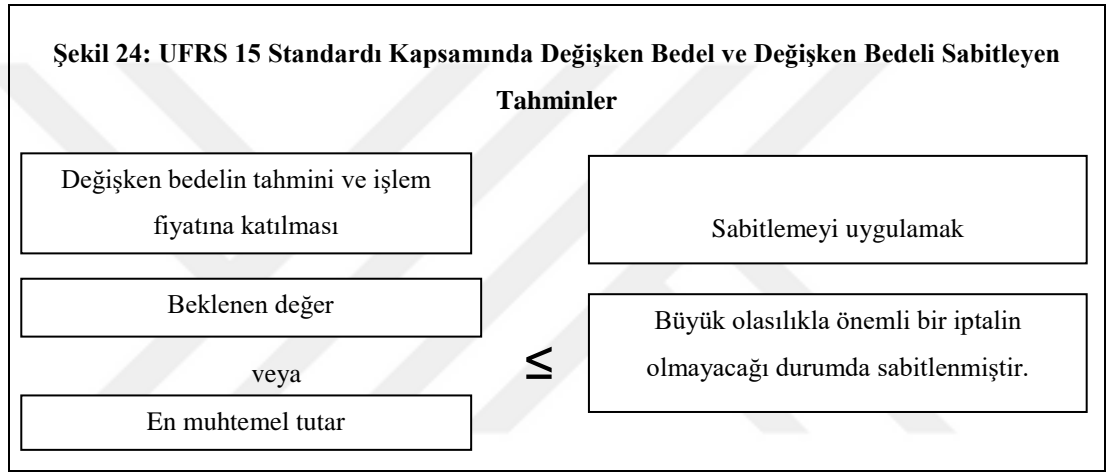 Şekil 24: UFRS 15 Standardı Kapsamında Değişken Bedel ve Değişken Bedeli Sabitleyen
Tahminler
Değişken bedelin tahmini ve işlem
fiyatına katılması
Sabitlemeyi uygulamak
Beklenen değer
veya
En muhtemel tutar
≤
Büyük olasılıkla önemli bir iptalin
olmayacağı durumda sabitlenmiştir.